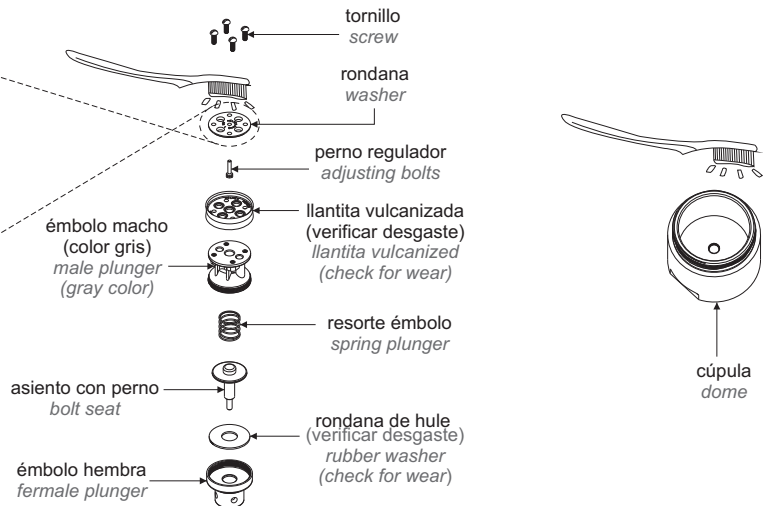 tornillo
screw
rondana
washer
perno regulador
adjusting bolts
llantita vulcanizada
(verificar desgaste)
llantita vulcanized
(check for wear)
émbolo macho
(color gris)
male plunger
(gray color)
resorte émbolo
spring plunger
asiento con perno
bolt seat
rondana de hule
(verificar desgaste)
rubber washer
(check for wear)
émbolo hembra
fermale plunger
cúpula
dome